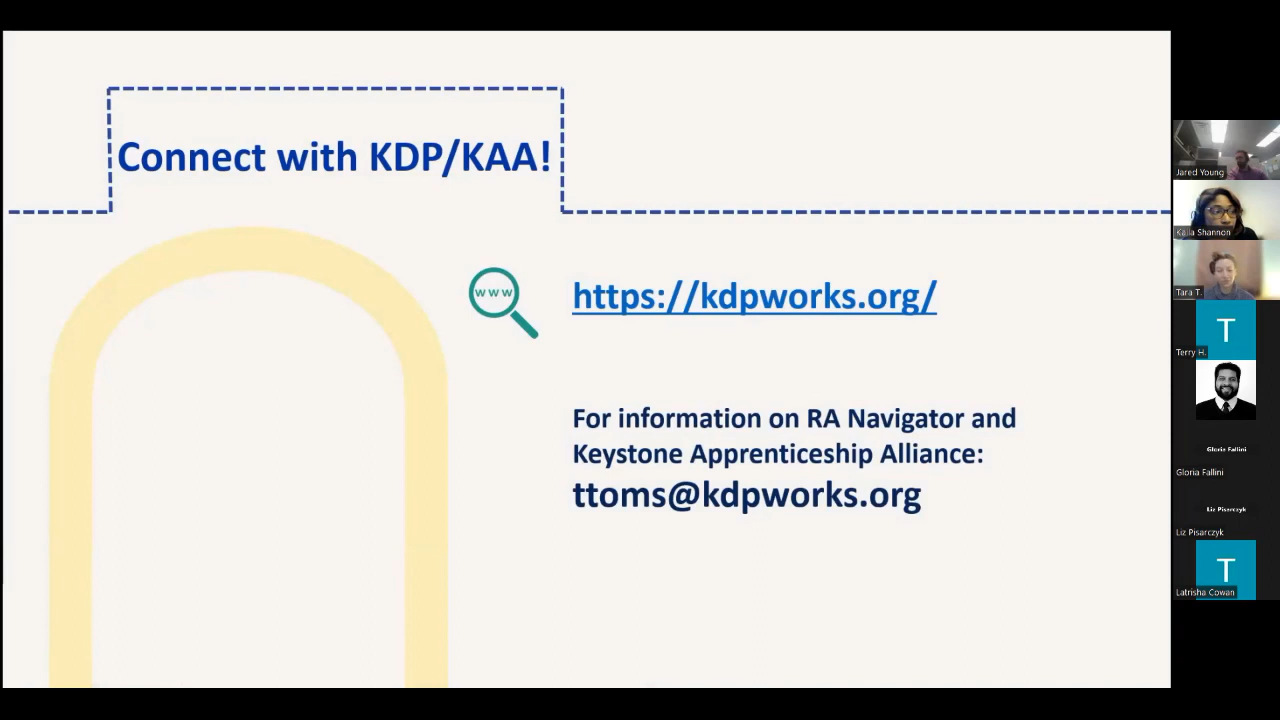 Connect with KDP/KAA!
www
https://kdpworks.org/
For information on RA Navigator and
Keystone Apprenticeship Alliance:
ttoms@kdpworks.org
Jared Young
Kaila Shannon
Tara T.
T
Terry H.
Gloria Fallini
Gloria Fallini
Liz Pisarczyk
Liz Pisarczyk
T
Latrisha Cowan